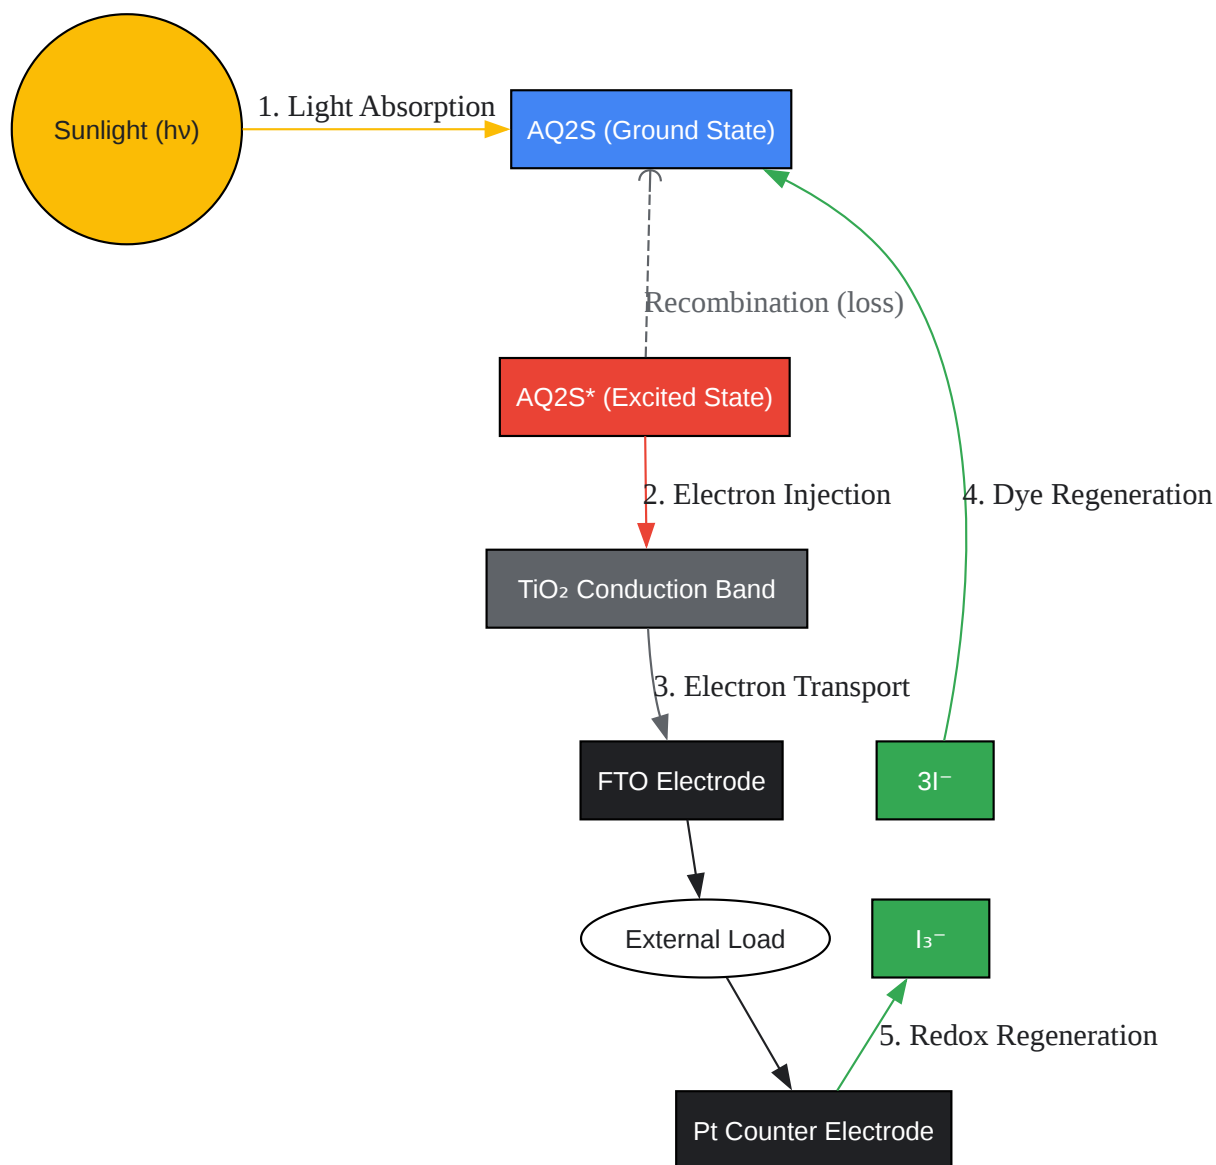 Sunlight (hν)
1. Light Absorption
AQ2S (Ground State)
Recombination (loss)
AQ2S* (Excited State)
2. Electron Injection
4. Dye Regeneration
TiO₂ Conduction Band
3. Electron Transport
FTO Electrode
3I⁻
External Load
I₃⁻
5. Redox Regeneration
Pt Counter Electrode